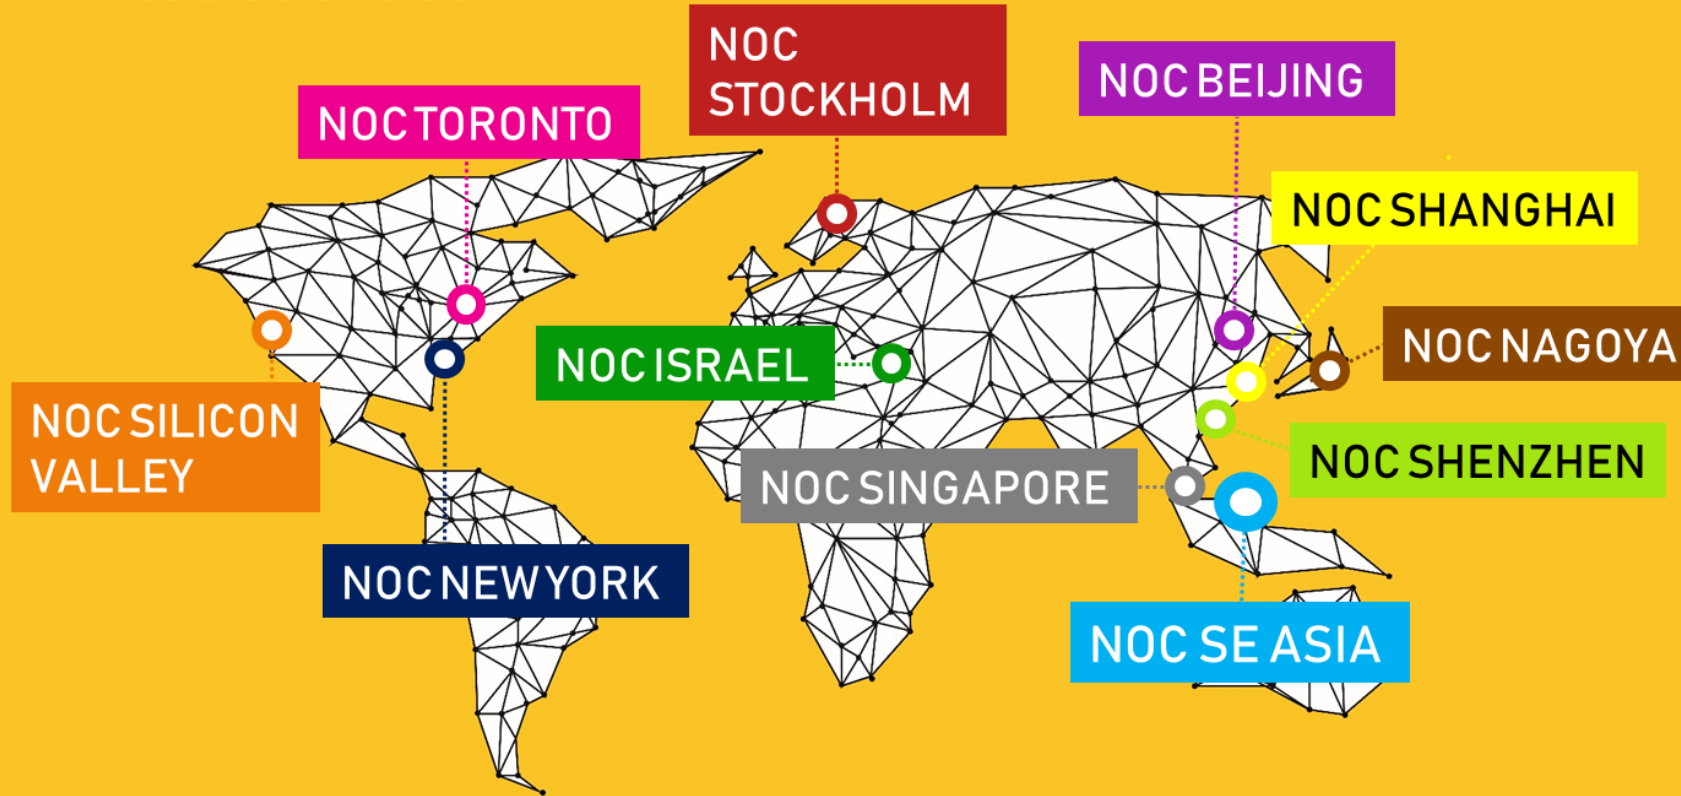 NOC
STOCKHOLM
NOC BEIJING
NOC TORONTO
NOC SHANGHAI
NOC NAGOYA
NOC ISRAEL
NOC SILICON
VALLEY
NOC SHENZHEN
NOC SINGAPORE
NOC NEW YORK
NOC SE ASIA